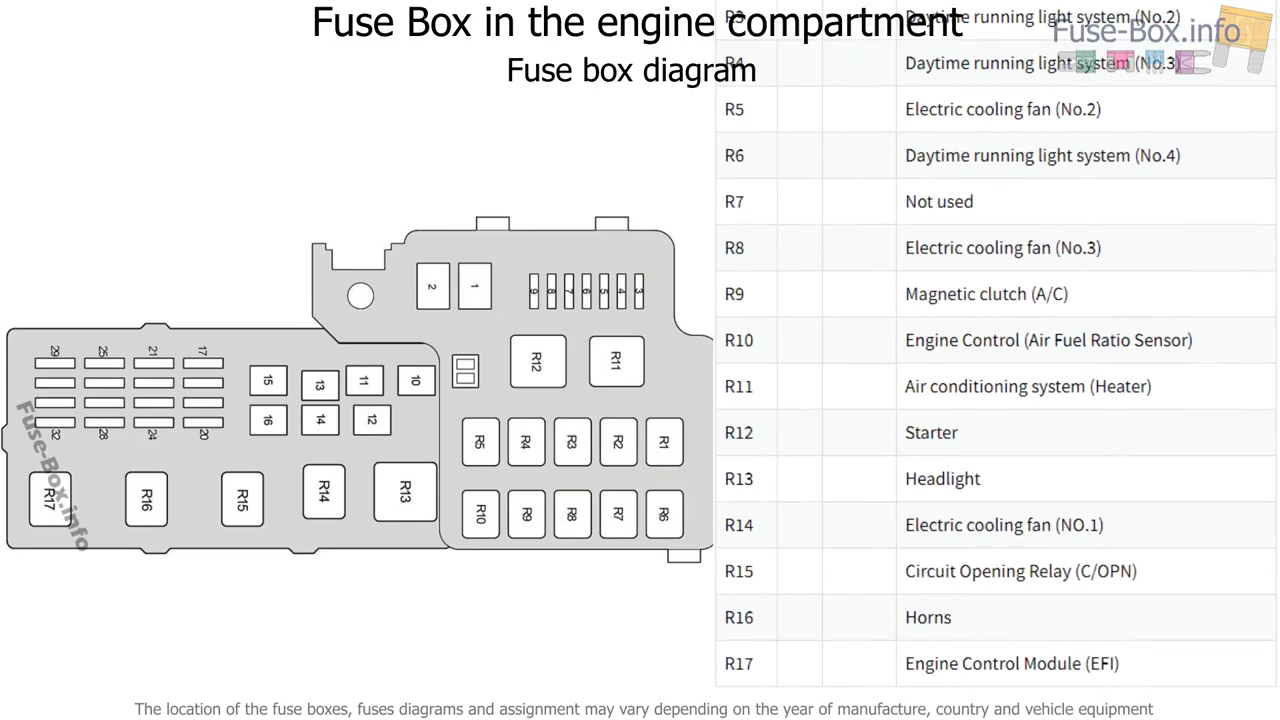 Fuse Box in the engine compartment
Fuse box diagram
Fuse-Box.info
R3 Daytime running light system (No.2)
R4 Daytime running light system (No.3)
R5 Electric cooling fan (No.2)
R6 Daytime running light system (No.4)
R7 Not used
R8 Electric cooling fan (No.3)
R9 Magnetic clutch (A/C)
R10 Engine Control (Air Fuel Ratio Sensor)
R11 Air conditioning system (Heater)
R12 Starter
R13 Headlight
R14 Electric cooling fan (NO.1)
R15 Circuit Opening Relay (C/OPN)
R16 Horns
R17 Engine Control Module (EFI)
2 1 9 8 7 6 5 4 3
29 25 21 17
15 13 11 10 R12 R11
16 14 12
32 28 24 20
R5 R4 R3 R2 R1
R17 R16 R15 R14 R13
R10 R9 R8 R7 R6
Fuse-Box.info
The location of the fuse boxes, fuses diagrams and assignment may vary depending on the year of manufacture, country and vehicle equipment